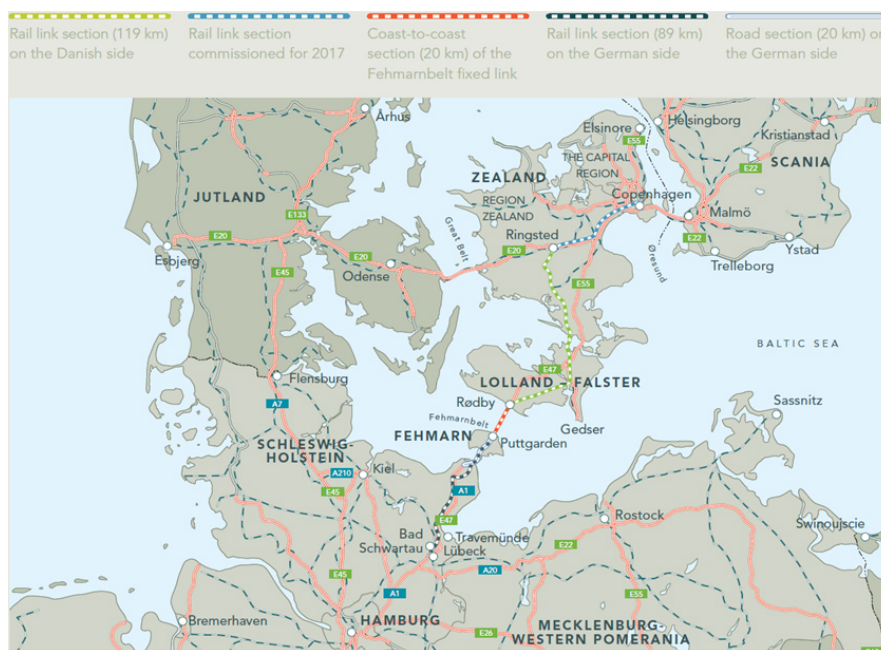 Rail link section (119 km)
on the Danish side
Rail link section
commissioned for 2017
Coast-to-coast
section (20 km) of the
Fehmarnbelt fixed link
Rail link section (89 km)
on the German side
Road section (20 km) on
the German side
Århus
Elsinore
Helsingborg
Kristianstad
E55
E22
SCANIA
THE CAPITAL
REGION
ZEALAND
JUTLAND
Copenhagen
REGION
ZEALAND
Malmö
E133
Ringsted
E20
Great Belt
E20
Esbjerg
E22
Ystad
Øresund
Trelleborg
E20
E45
Odense
E55
BALTIC SEA
E47
Flensburg
LOLLAND – FALSTER
Rødby
Sassnitz
A7
Fehmarnbelt
Gedser
FEHMARN
Puttgarden
SCHLESWIG-
HOLSTEIN
A210
Kiel
E45
A1
E47
Rostock
Swinoujscie
Bad
Schwartau
Travemünde
Lübeck
E22
A20
E45
A1
E55
Bremerhaven
HAMBURG
E26
MECKLENBURG-
WESTERN POMERANIA